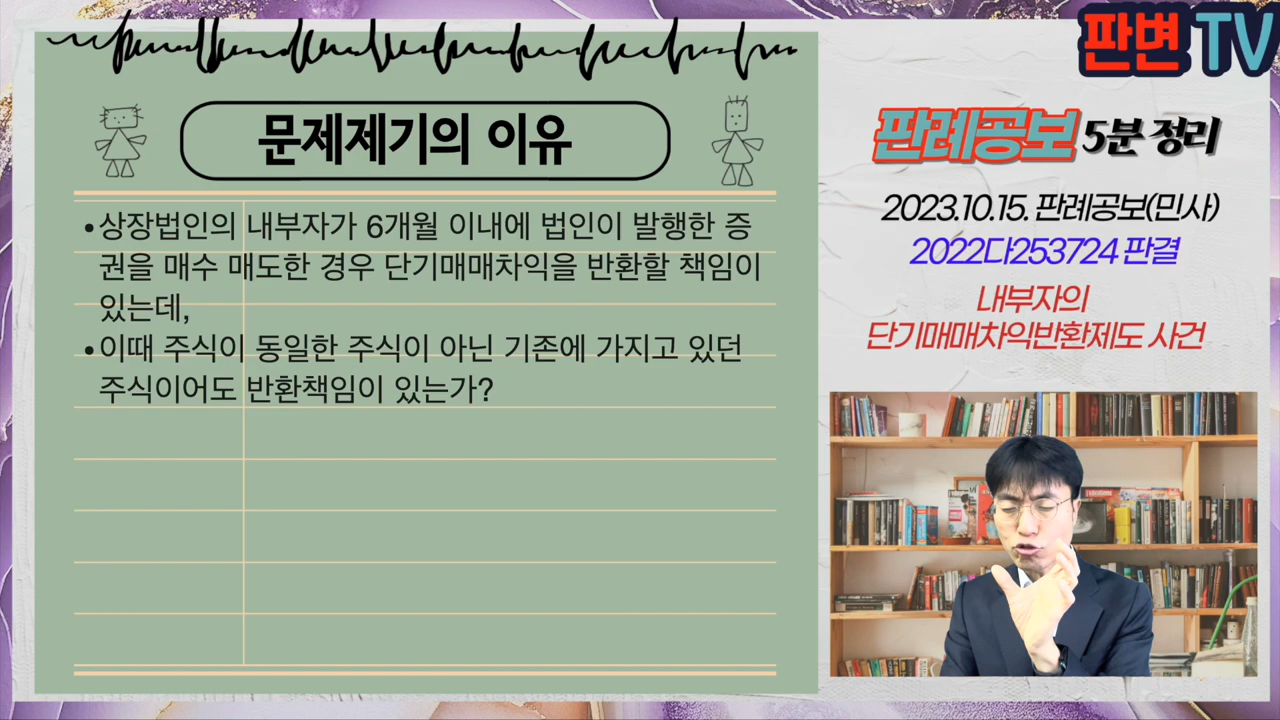 판변 TV
문제제기의 이유
•상장법인의 내부자가 6개월 이내에 법인이 발행한 증
권을 매수 매도한 경우 단기매매차익을 반환할 책임이
있는데,
•이때 주식이 동일한 주식이 아닌 기존에 가지고 있던
주식이어도 반환책임이 있는가?
판례공보 5분 정리
2023.10.15. 판례공보(민사)
2022다253724 판결
내부자의
단기매매차익반환제도 사건